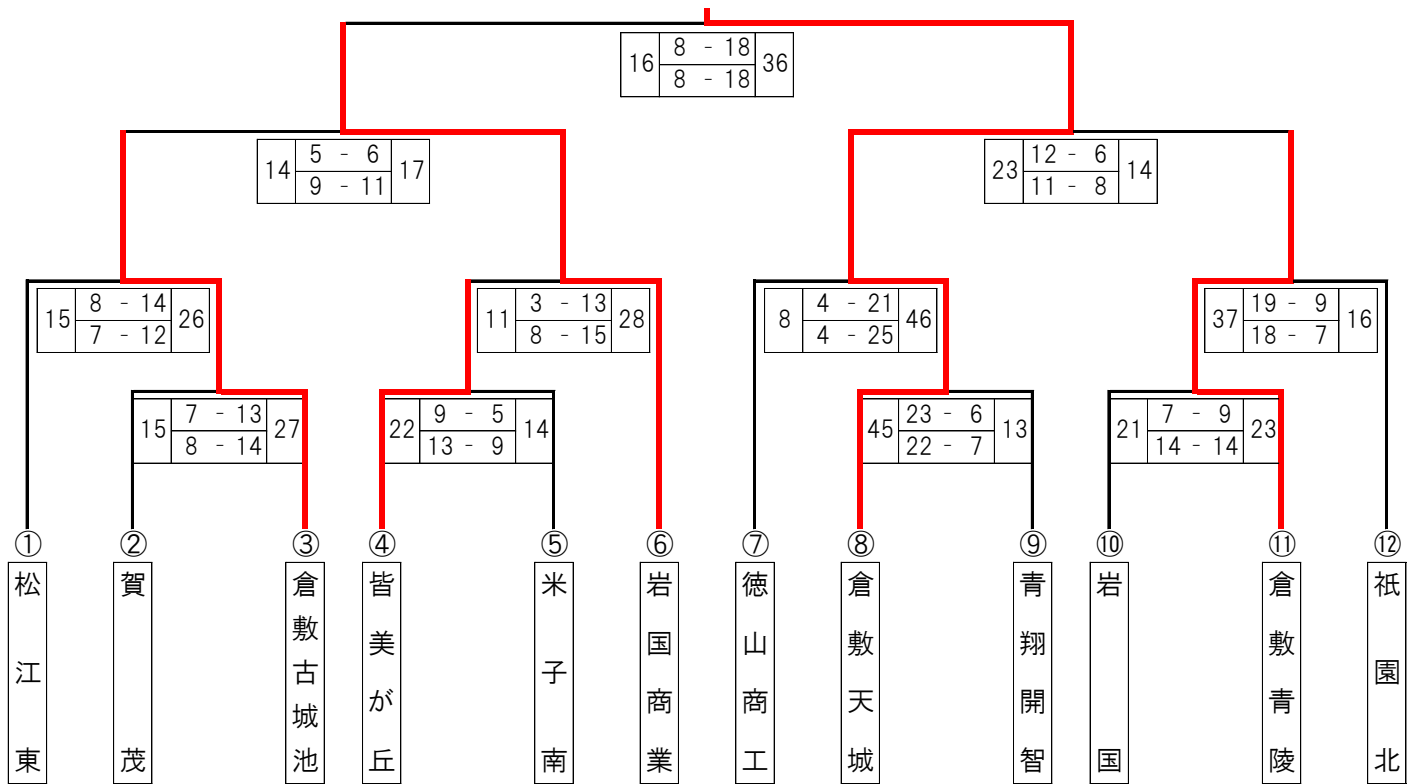 16 8 - 18 36
8 - 18
14 5 - 6 17
9 - 11
23 12 - 6 14
11 - 8
15 8 - 14 26
7 - 12
11 3 - 13 28
8 - 15
8 4 - 21 46
4 - 25
37 19 - 9 16
18 - 7
15 7 - 13 27
8 - 14
22 9 - 5 14
13 - 9
45 23 - 6 13
22 - 7
21 7 - 9 23
14 - 14
①
松江東
②
賀茂
③
倉敷古城池
④
皆美が丘
⑤
米子南
⑥
岩国商業
⑦
徳山商工
⑧
倉敷天城
⑨
青翔開智
⑩
岩国
⑪
倉敷青陵
⑫
祇園北